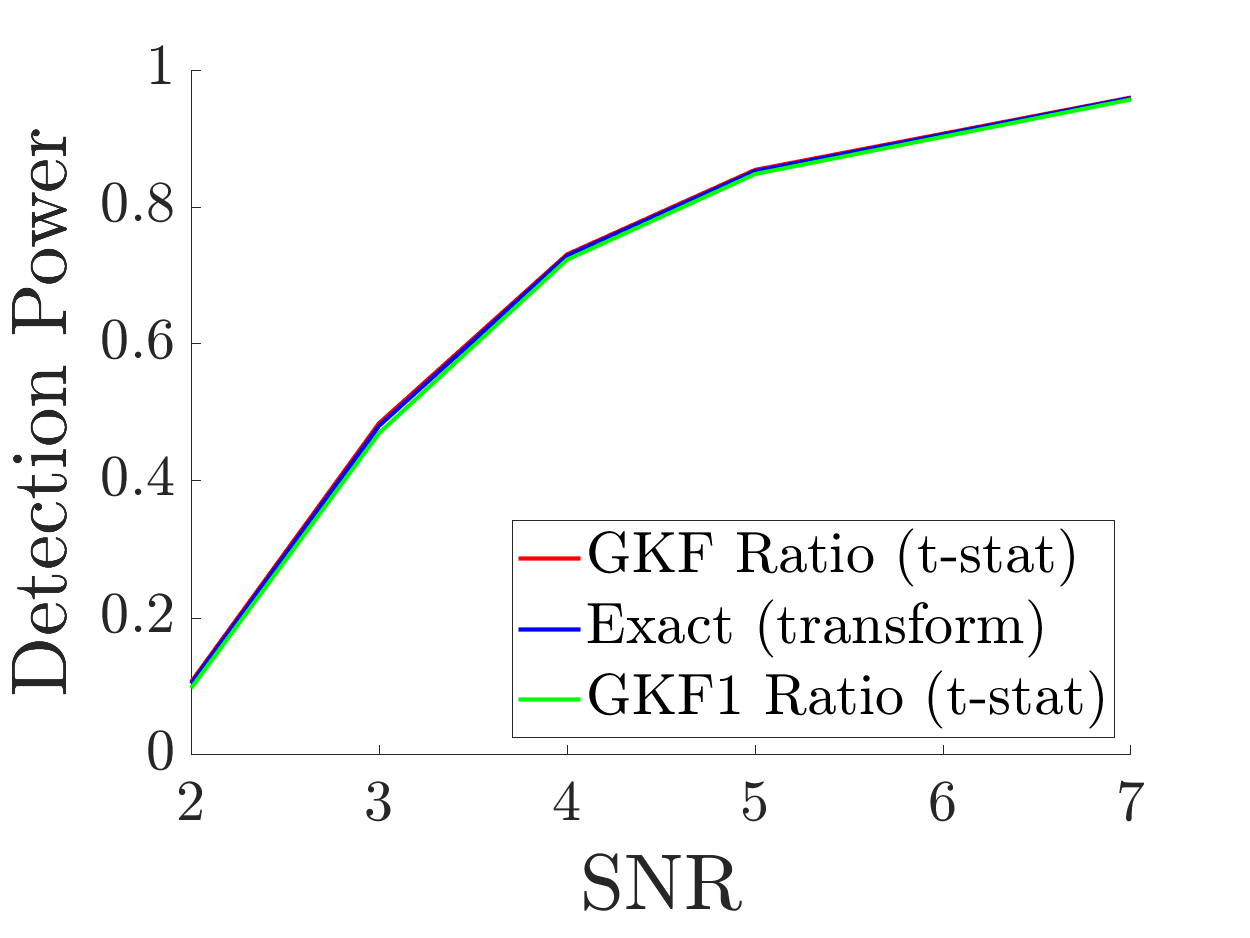 Detection Power
1
0.8
0.6
0.4
0.2
0
2 3 4 5 6 7
SNR
GKF Ratio (t-stat)
Exact (transform)
GKF1 Ratio (t-stat)